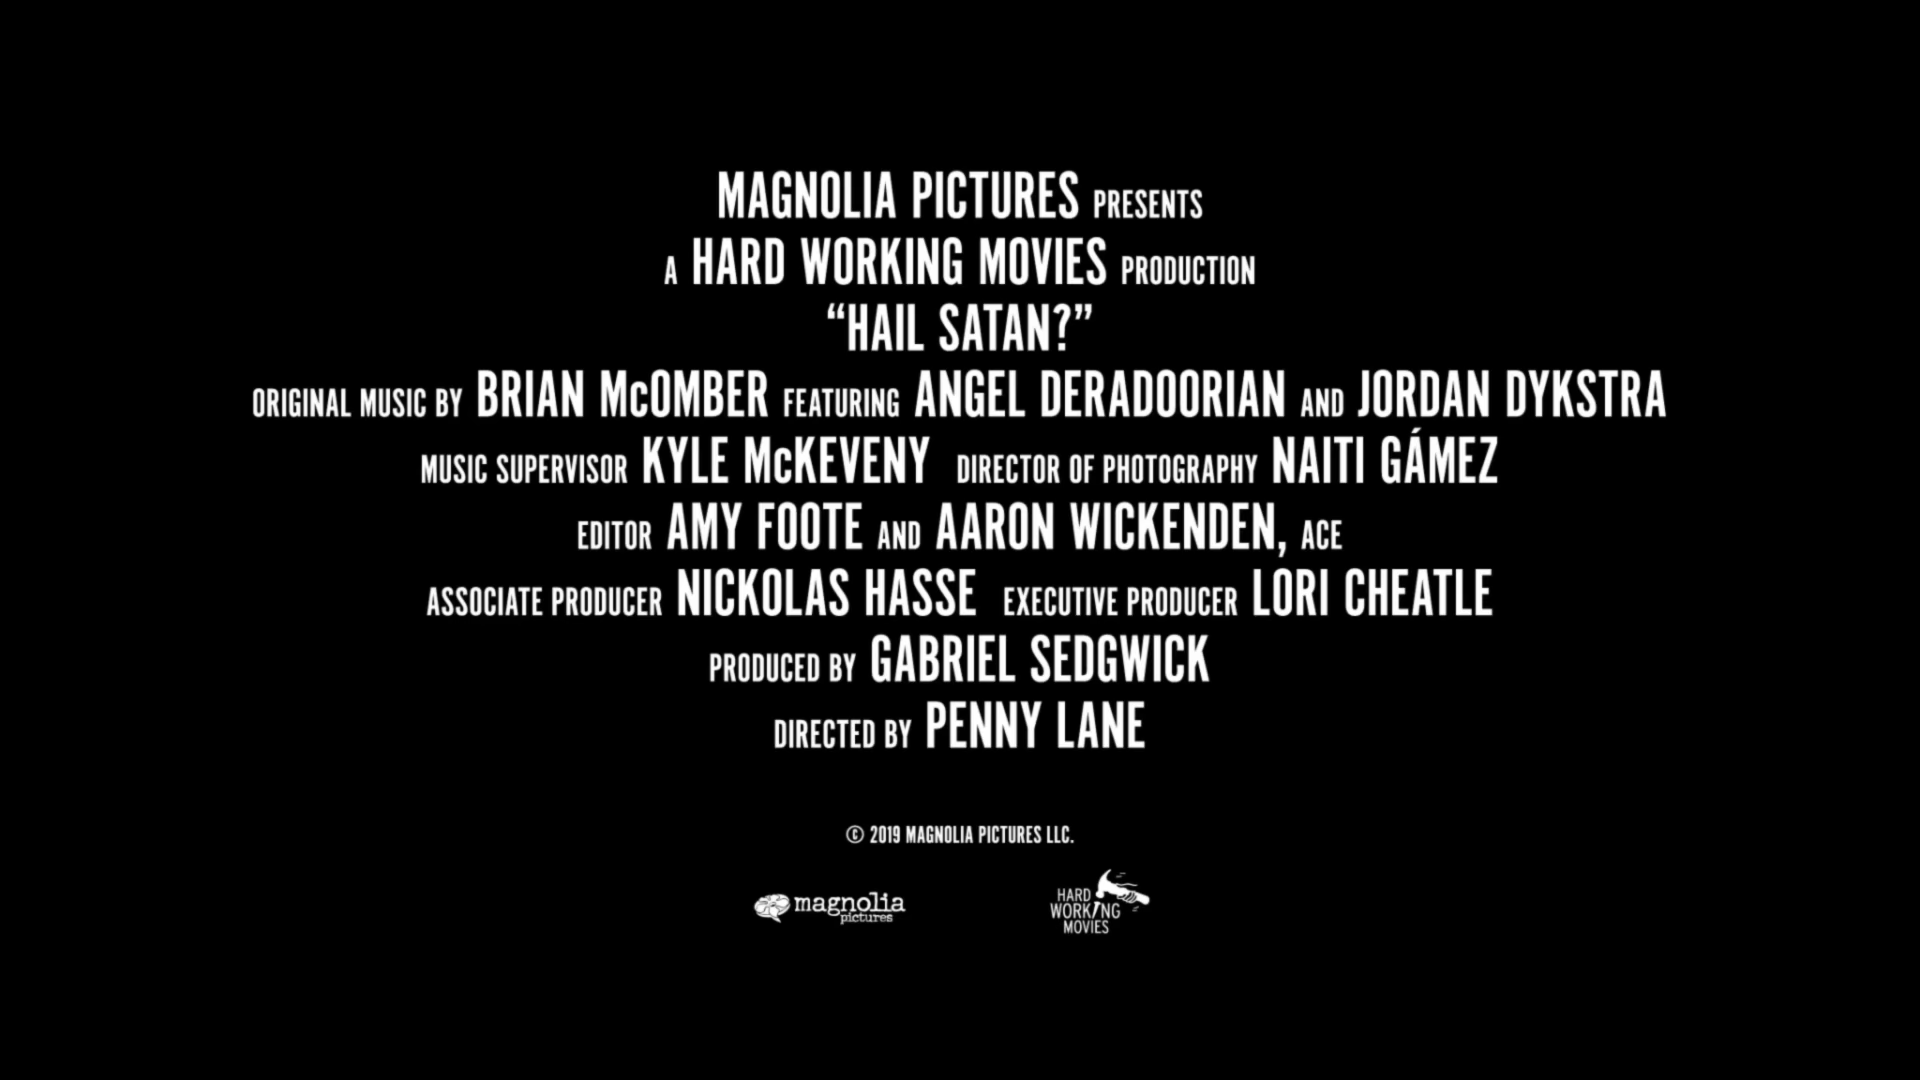 MAGNOLIA PICTURES PRESENTS
A HARD WORKING MOVIES PRODUCTION
“HAIL SATAN?”
ORIGINAL MUSIC BY BRIAN McOMBER FEATURING ANGEL DERADOORIAN AND JORDAN DYKSTRA
MUSIC SUPERVISOR KYLE McKEVENY DIRECTOR OF PHOTOGRAPHY NAITI GÁMEZ
EDITOR AMY FOOTE AND AARON WICKENDEN, ACE
ASSOCIATE PRODUCER NICKOLAS HASSE EXECUTIVE PRODUCER LORI CHEATLE
PRODUCED BY GABRIEL SEDGWICK
DIRECTED BY PENNY LANE
© 2019 MAGNOLIA PICTURES LLC.
magnolia
pictures
HARD
WORKING
MOVIES